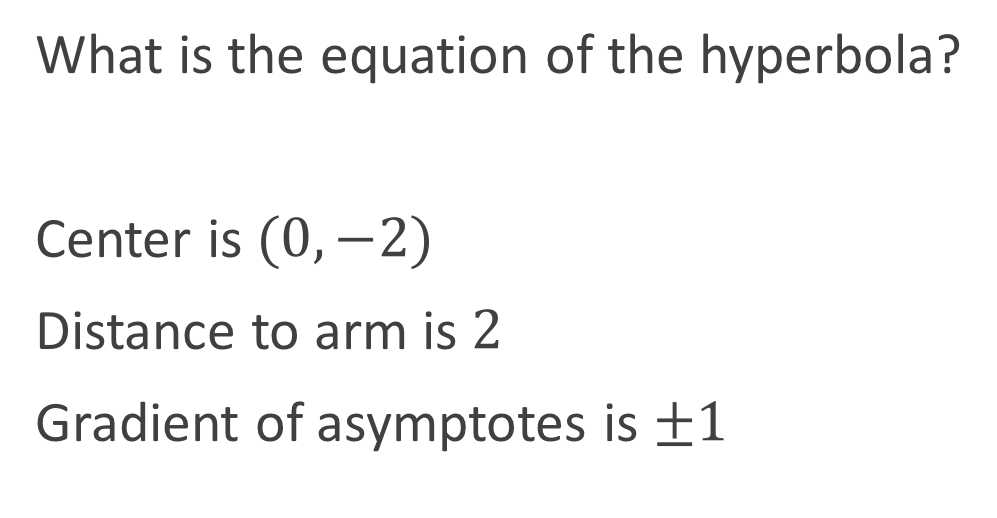 What is the equation of the hyperbola?
Center is (0, −2)
Distance to arm is 2
Gradient of asymptotes is ±1